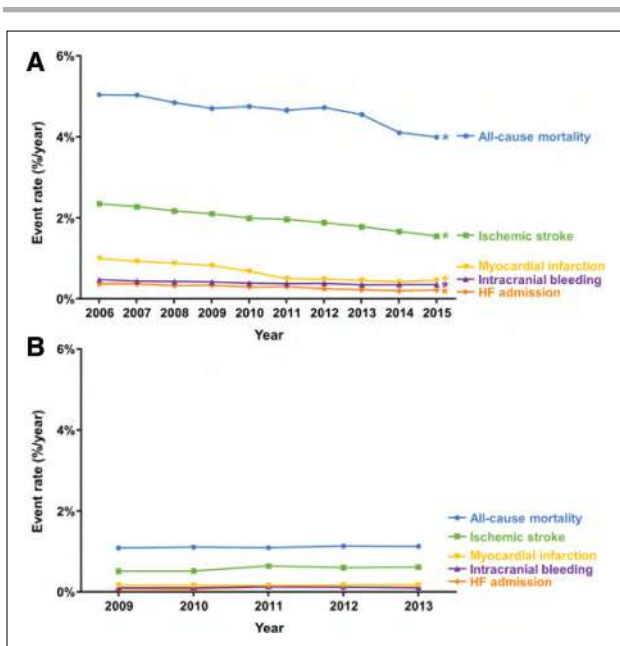 A
6%
4%
2%
0%
Event rate (%/year)
* All-cause mortality
* Ischemic stroke
* Myocardial infarction
* Intracranial bleeding
* HF admission
2006 2007 2008 2009 2010 2011 2012 2013 2014 2015
Year
B
6%
4%
2%
0%
Event rate (%/year)
All-cause mortality
Ischemic stroke
Myocardial infarction
Intracranial bleeding
HF admission
2009 2010 2011 2012 2013
Year